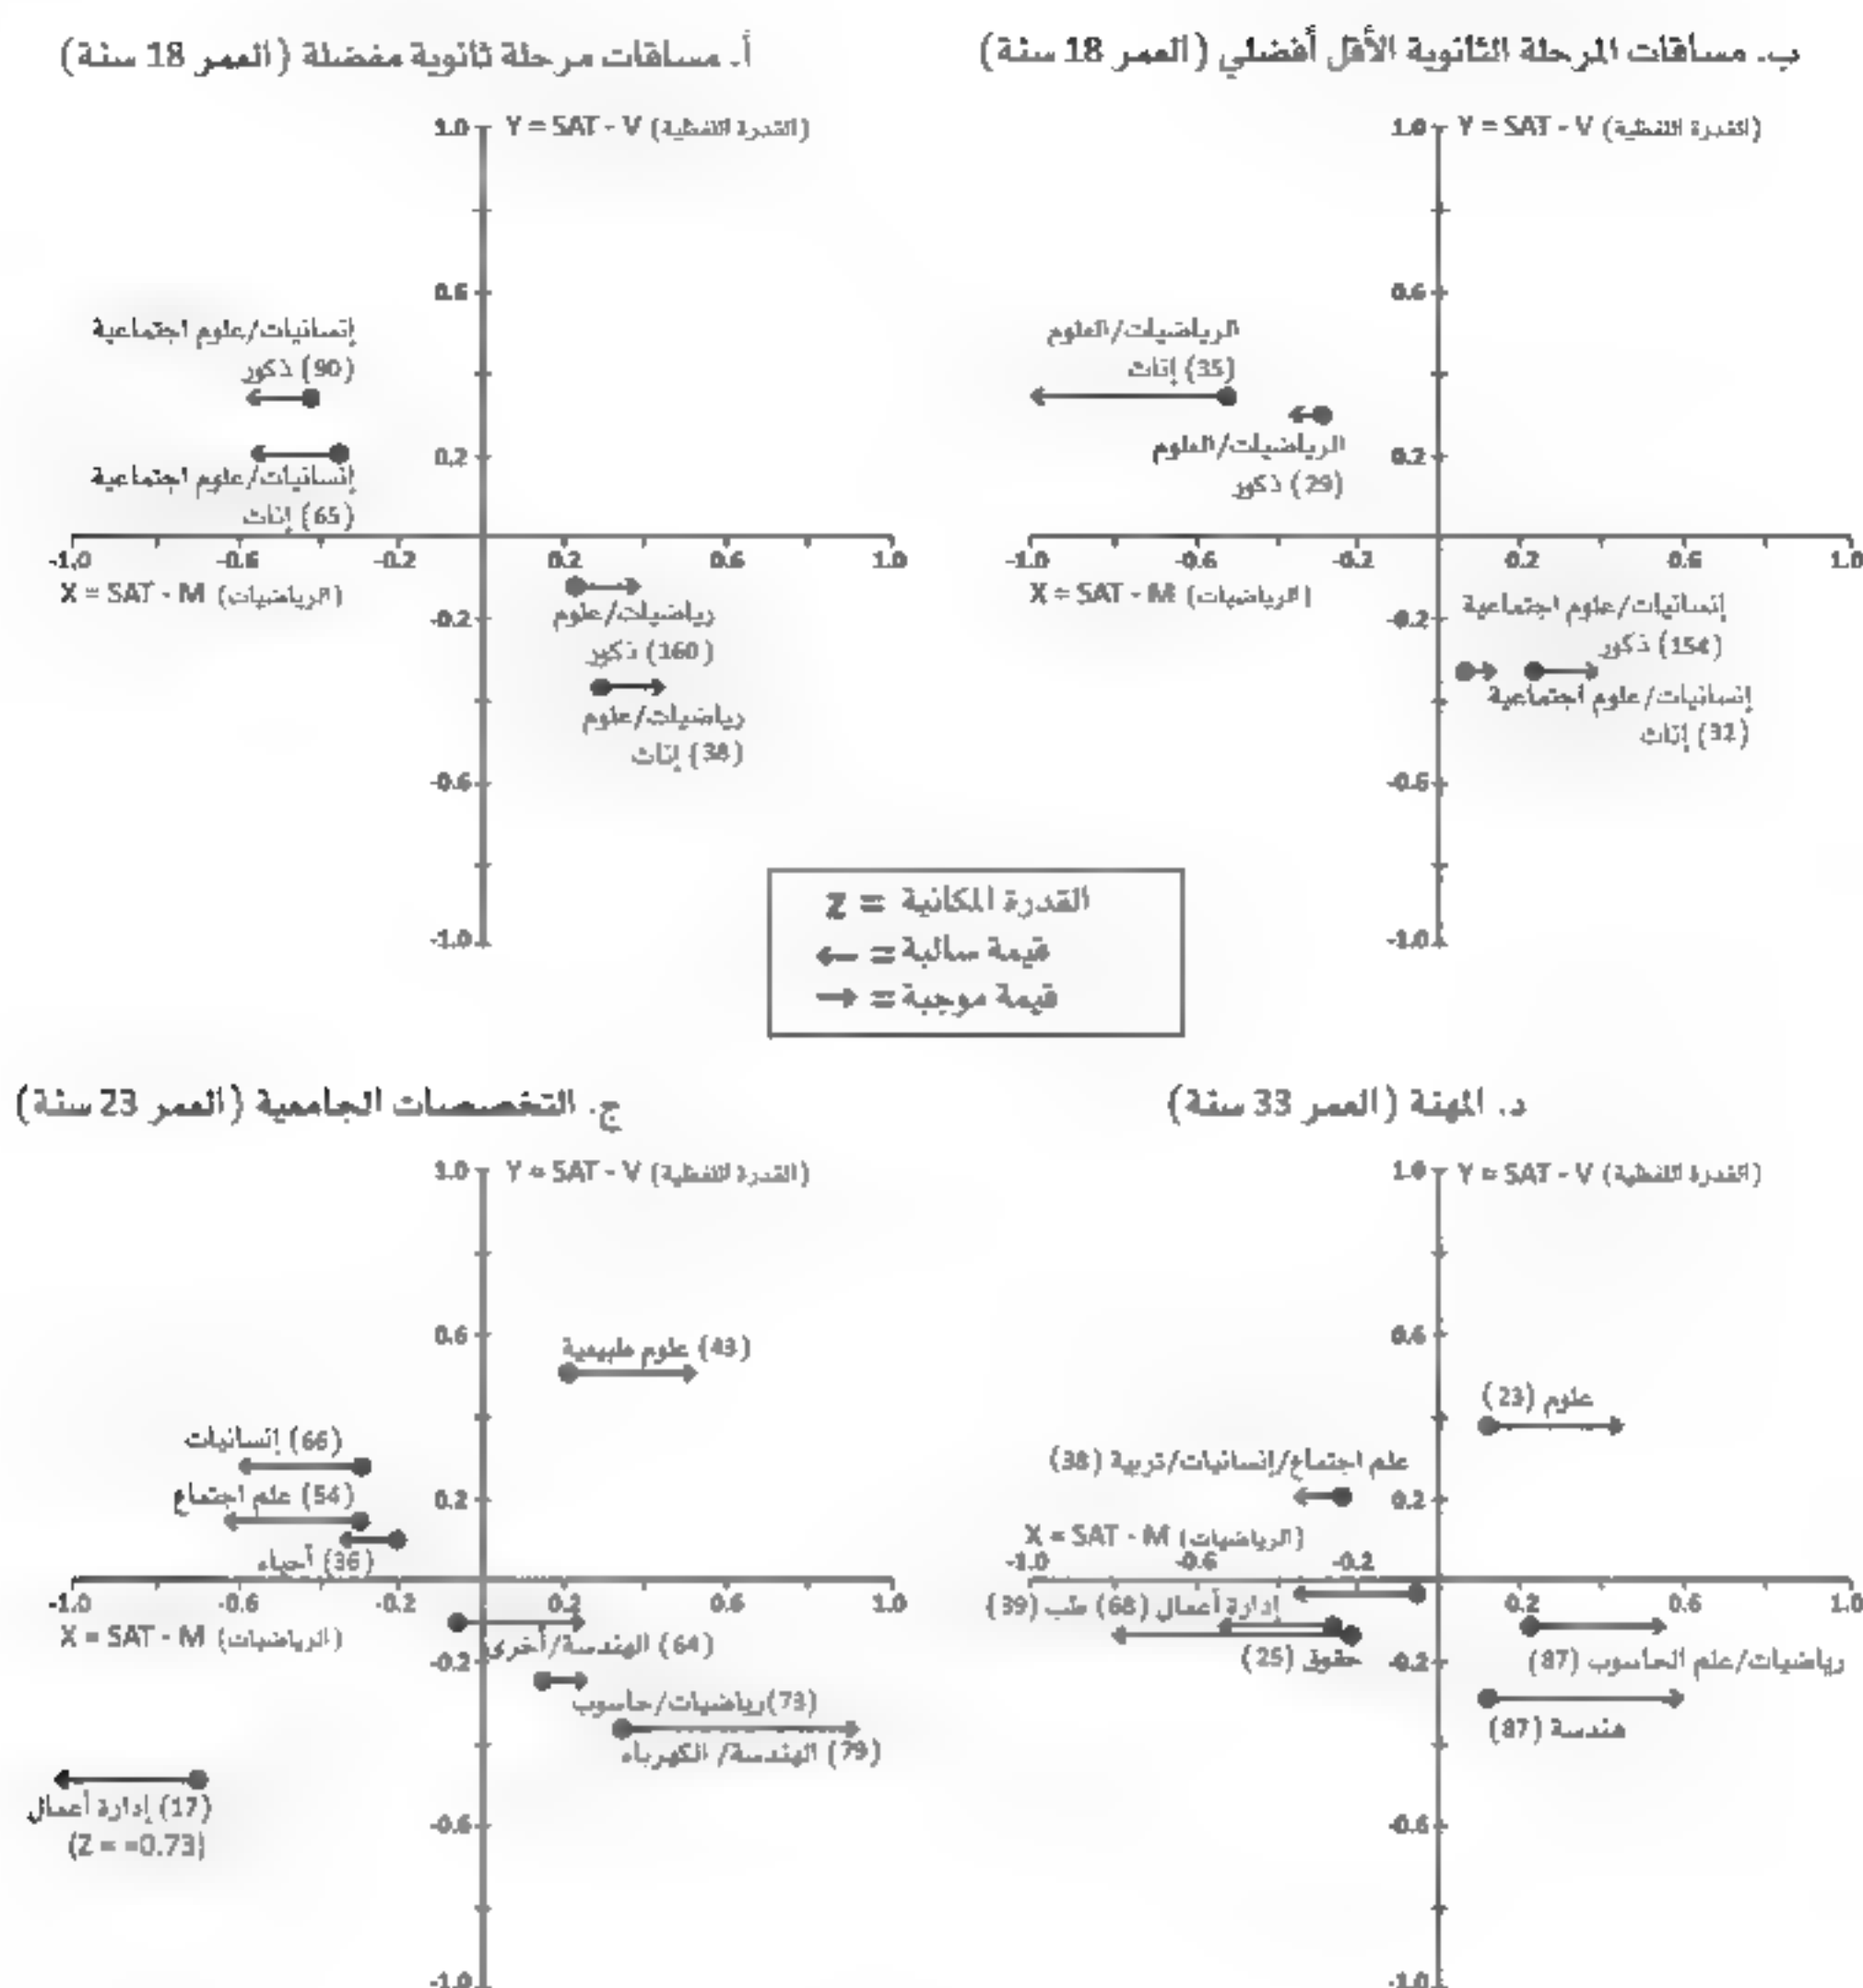 أ. مساقات مرحلة ثانوية مفضلة (العمر 18 سنة)
1.0
Y = SAT - V (القدرة اللفظية)
0.6
إنسانيات/علوم اجتماعية
(90) ذكور
0.2
إنسانيات/علوم اجتماعية
(65) إناث
-1.0 -0.6 -0.2 0.2 0.6 1.0
X = SAT - M (الرياضيات)
رياضيات/علوم
(160) ذكور
-0.2
رياضيات/علوم
(38) إناث
-0.6
-1.0
ب. مساقات المرحلة الثانوية الأقل أفضلي (العمر 18 سنة)
1.0
Y = SAT - V (القدرة اللفظية)
0.6
الرياضيات/العلوم
(35) إناث
الرياضيات/العلوم
(29) ذكور
0.2
-1.0 -0.6 -0.2 0.2 0.6 1.0
X = SAT - M (الرياضيات)
-0.2
إنسانيات/علوم اجتماعية
(154) ذكور
إنسانيات/علوم اجتماعية
(32) إناث
-0.6
-1.0
القدرة المكانية = Z
قيمة سالبة = ←
قيمة موجبة = →
ج. التخصصات الجامعية (العمر 23 سنة)
1.0
Y = SAT - V (القدرة اللفظية)
0.6
علوم طبيعية (43)
(66) إنسانيات
(54) علم اجتماع
0.2
(36) أحياء
-1.0 -0.6 -0.2 0.2 0.6 1.0
X = SAT - M (الرياضيات)
(64) الهندسة/أخرى
-0.2
(73) رياضيات/حاسوب
(79) الهندسة/ الكهرباء
(17) إدارة أعمال
(Z = -0.73)
-0.6
-1.0
د. المهنة (العمر 33 سنة)
1.0
Y = SAT - V (القدرة اللفظية)
0.6
علوم (23)
علم اجتماع/إنسانيات/تربية (38)
0.2
X = SAT - M (الرياضيات)
-1.0 -0.6 -0.2 0.2 0.6 1.0
إدارة أعمال (68) طب (39)
حقوق (25)
-0.2
رياضيات/علم الحاسوب (87)
هندسة (87)
-0.6
-1.0